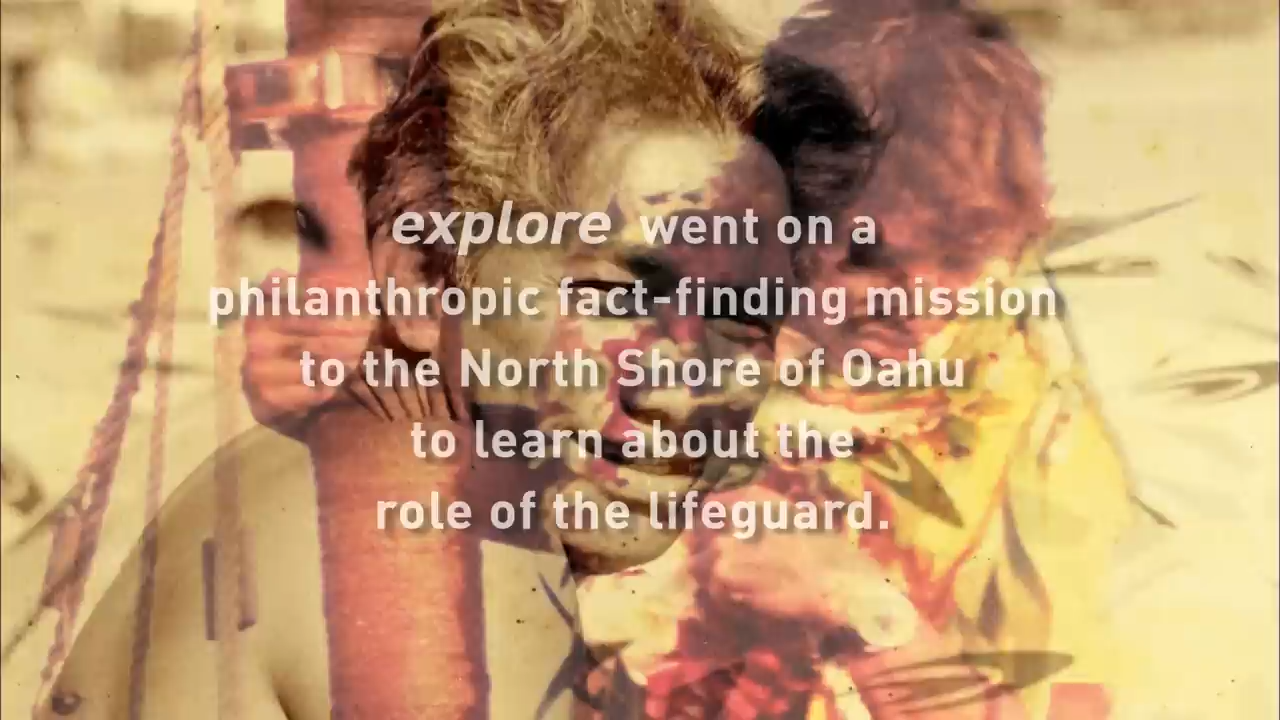 explore went on a
philanthropic fact-finding mission
to the North Shore of Oahu
to learn about the
role of the lifeguard.